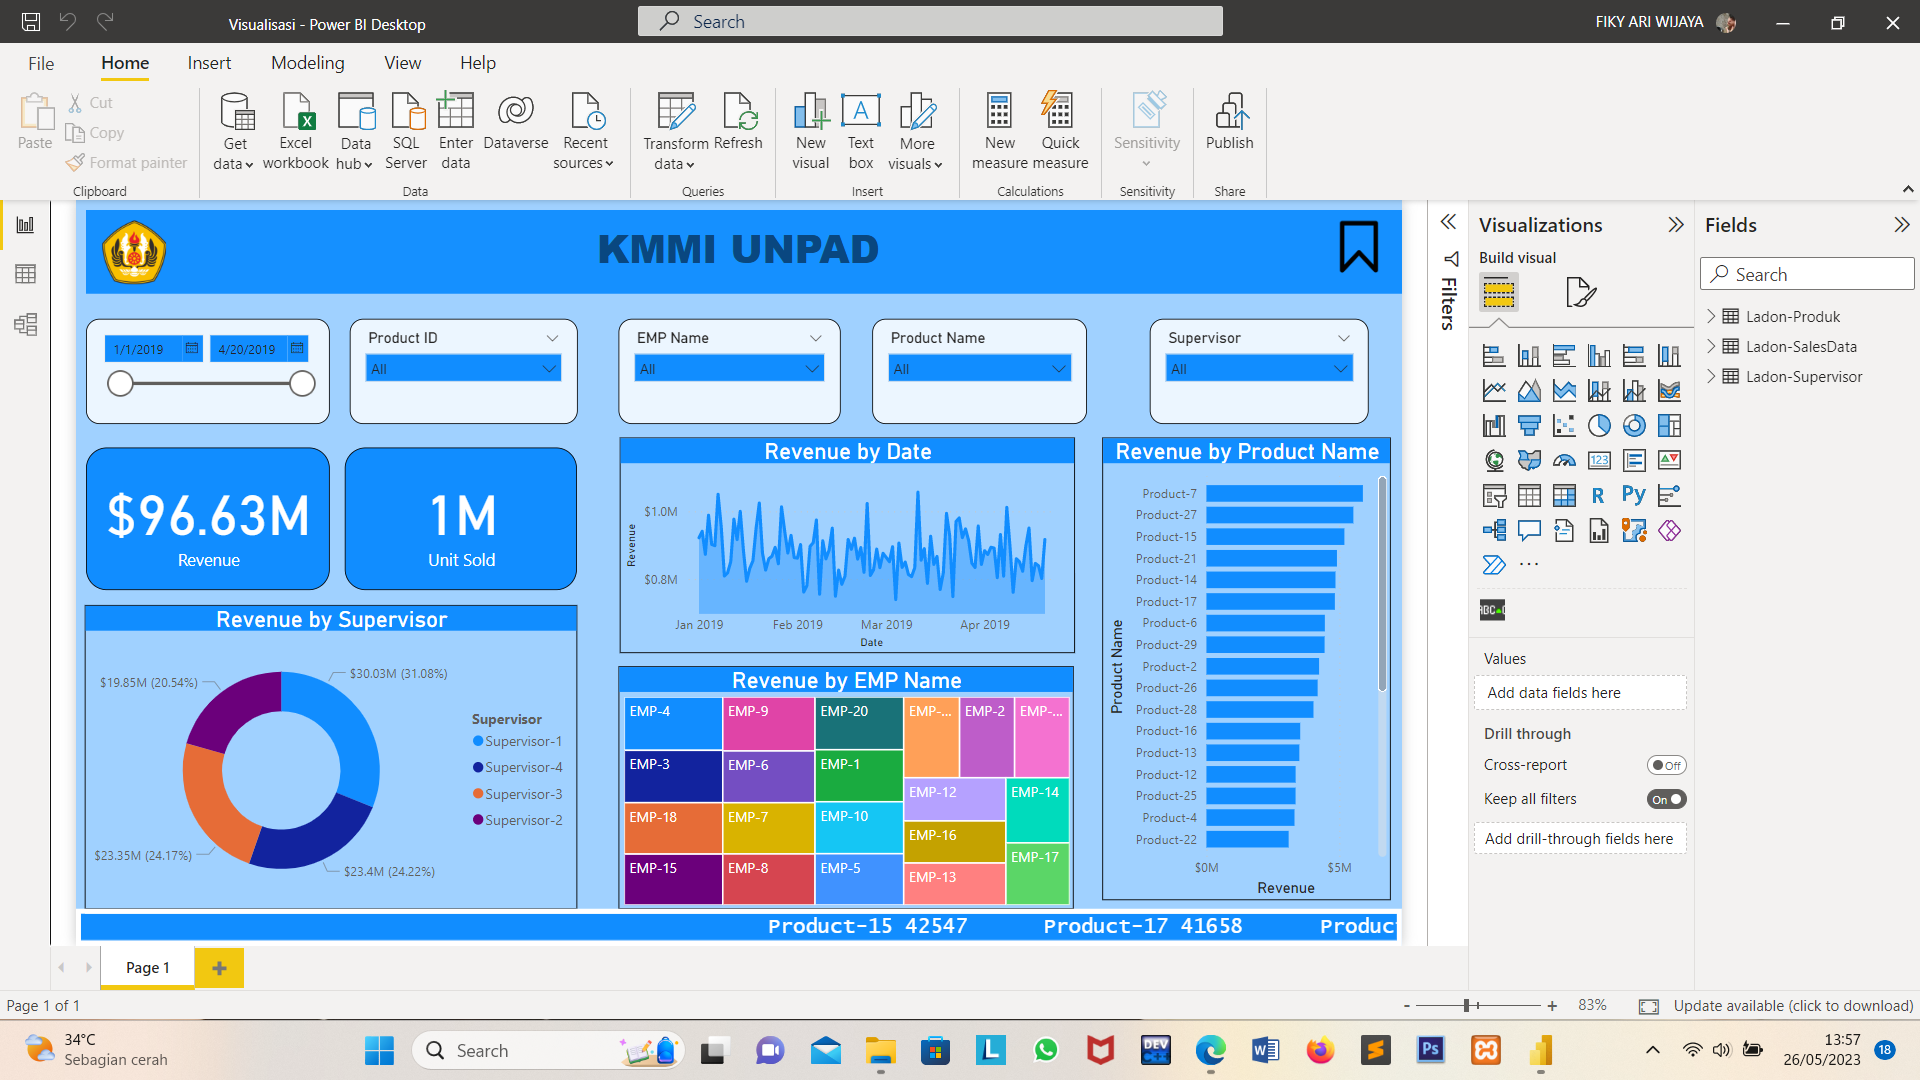 Visualisasi - Power BI Desktop
Search
FIKY ARI WIJAYA
File
Home
Insert
Modeling
View
Help
Paste
Cut
Copy
Format painter
Clipboard
Get data
Excel workbook
Data hub
SQL Server
Enter data
Dataverse
Recent sources
Data
Transform data
Refresh
Queries
New visual
Text box
More visuals
Insert
New measure
Quick measure
Calculations
Sensitivity
Sensitivity
Publish
Share
KMMI UNPAD
1/1/2019
4/20/2019
Product ID
All
EMP Name
All
Product Name
All
Supervisor
All
$96.63M
Revenue
1M
Unit Sold
Revenue by Date
Revenue
$1.0M
$0.8M
Jan 2019
Feb 2019
Mar 2019
Apr 2019
Date
Revenue by Product Name
Product Name
Product-7
Product-27
Product-15
Product-21
Product-14
Product-17
Product-6
Product-29
Product-2
Product-26
Product-28
Product-16
Product-13
Product-12
Product-25
Product-4
Product-22
$0M
$5M
Revenue
Revenue by Supervisor
$19.85M (20.54%)
$30.03M (31.08%)
$23.35M (24.17%)
$23.4M (24.22%)
Supervisor
Supervisor-1
Supervisor-4
Supervisor-3
Supervisor-2
Revenue by EMP Name
EMP-4
EMP-9
EMP-20
EMP-...
EMP-2
EMP-...
EMP-3
EMP-6
EMP-1
EMP-12
EMP-14
EMP-18
EMP-7
EMP-10
EMP-16
EMP-15
EMP-8
EMP-5
EMP-13
EMP-17
Product-15 42547
Product-17 41658
Produc
Filters
Visualizations
Build visual
123
R
Py
...
ABC
Values
Add data fields here
Drill through
Cross-report
Off
Keep all filters
On
Add drill-through fields here
Fields
Search
Ladon-Produk
Ladon-SalesData
Ladon-Supervisor
Page 1
Page 1 of 1
-
+
83%
Update available (click to download)
34°C
Sebagian cerah
Search
L
DEV
W
S
Ps
13:57
26/05/2023
18